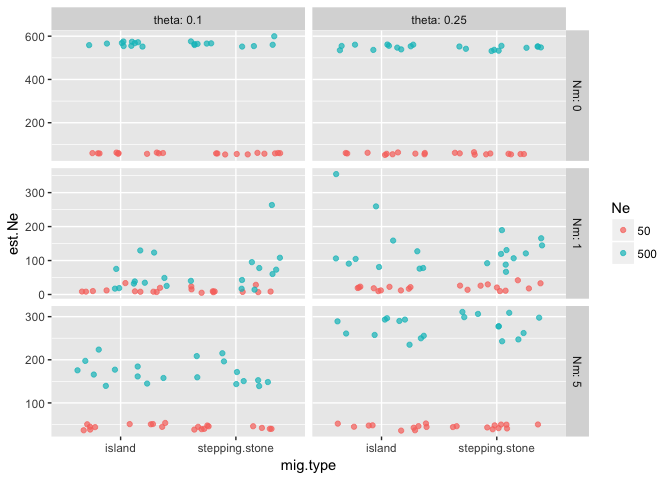 theta: 0.1
theta: 0.25
600
400
200
Nm: 0
300
200
100
0
Nm: 1
300
200
100
Nm: 5
est.Ne
island
stepping.stone
island
stepping.stone
mig.type
Ne
50
500